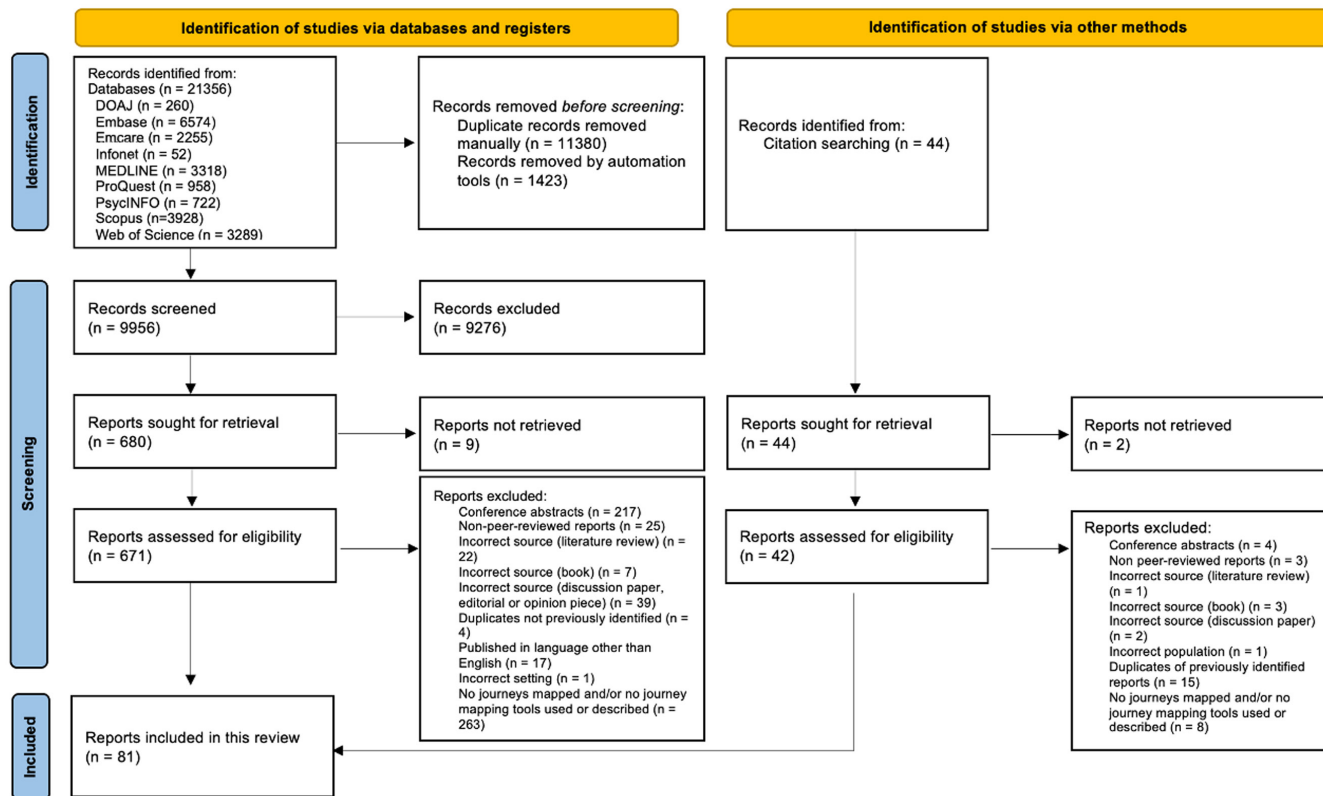 Identification of studies via databases and registers
Identification of studies via other methods
Identification
Records identified from:
Databases (n = 21356)
DOAJ (n = 260)
Embase (n = 6574)
Emcare (n = 2255)
Infonet (n = 52)
MEDLINE (n = 3318)
ProQuest (n = 958)
PsycINFO (n = 722)
Scopus (n=3928)
Web of Science (n = 3289)
Records removed before screening:
Duplicate records removed
manually (n = 11380)
Records removed by automation
tools (n = 1423)
Records identified from:
Citation searching (n = 44)
Screening
Records screened
(n = 9956)
Records excluded
(n = 9276)
Reports sought for retrieval
(n = 680)
Reports not retrieved
(n = 9)
Reports sought for retrieval
(n = 44)
Reports not retrieved
(n = 2)
Reports assessed for eligibility
(n = 671)
Reports excluded:
Conference abstracts (n = 217)
Non-peer-reviewed reports (n = 25)
Incorrect source (literature review) (n =
22)
Incorrect source (book) (n = 7)
Incorrect source (discussion paper,
editorial or opinion piece) (n = 39)
Duplicates not previously identified (n =
4)
Published in language other than
English (n = 17)
Incorrect setting (n = 1)
No journeys mapped and/or no journey
mapping tools used or described (n =
263)
Reports assessed for eligibility
(n = 42)
Reports excluded:
Conference abstracts (n = 4)
Non peer-reviewed reports (n = 3)
Incorrect source (literature review)
(n = 1)
Incorrect source (book) (n = 3)
Incorrect source (discussion paper)
(n = 2)
Incorrect population (n = 1)
Duplicates of previously identified
reports (n = 15)
No journeys mapped and/or no
journey mapping tools used or
described (n = 8)
Included
Reports included in this review
(n = 81)